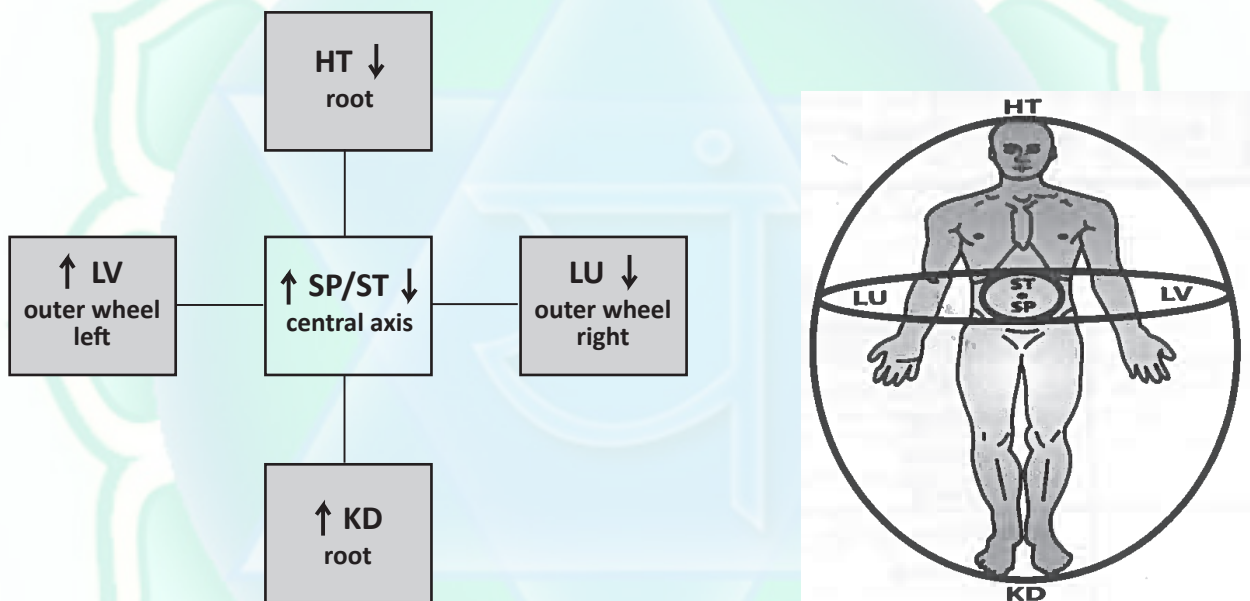 HT ↓
root
↑ LV
outer wheel
left
↑ SP/ST ↓
central axis
LU ↓
outer wheel
right
↑ KD
root
HT
LU
ST
SP
LV
KD